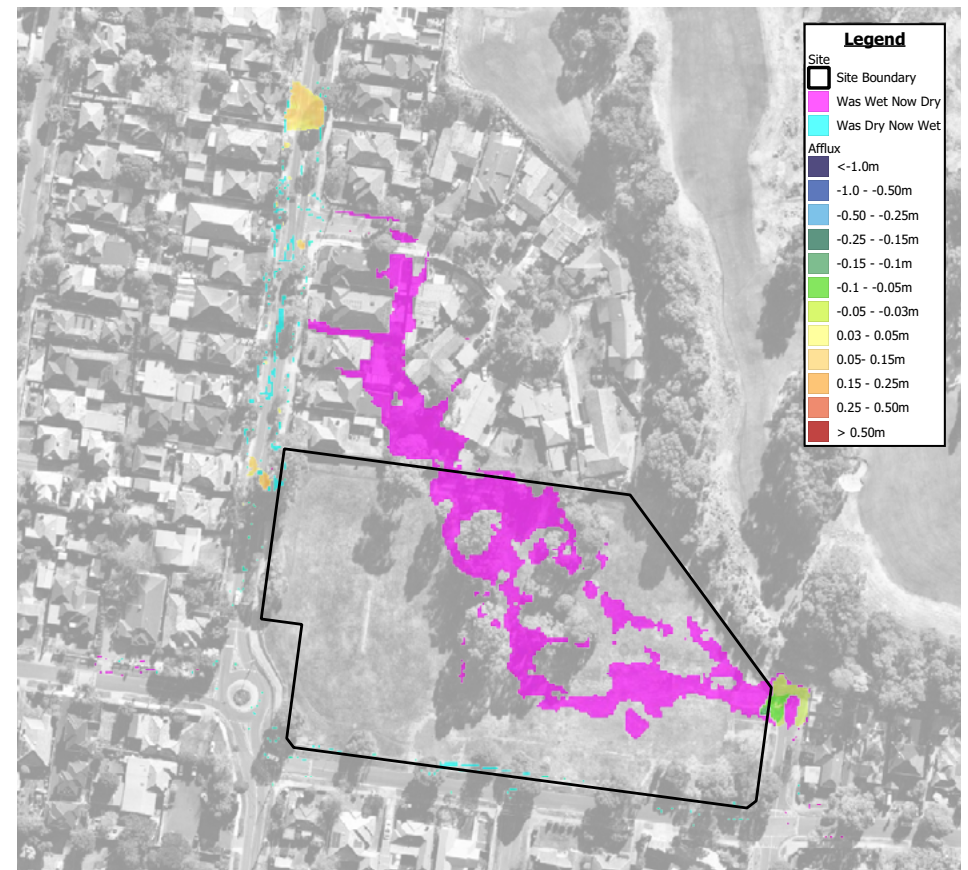 Legend
Site
Site Boundary
Was Wet Now Dry
Was Dry Now Wet
Afflux
<-1.0m
-1.0 - -0.50m
-0.50 - -0.25m
-0.25 - -0.15m
-0.15 - -0.1m
-0.1 - -0.05m
-0.05 - -0.03m
0.03 - 0.05m
0.05- 0.15m
0.15 - 0.25m
0.25 - 0.50m
> 0.50m